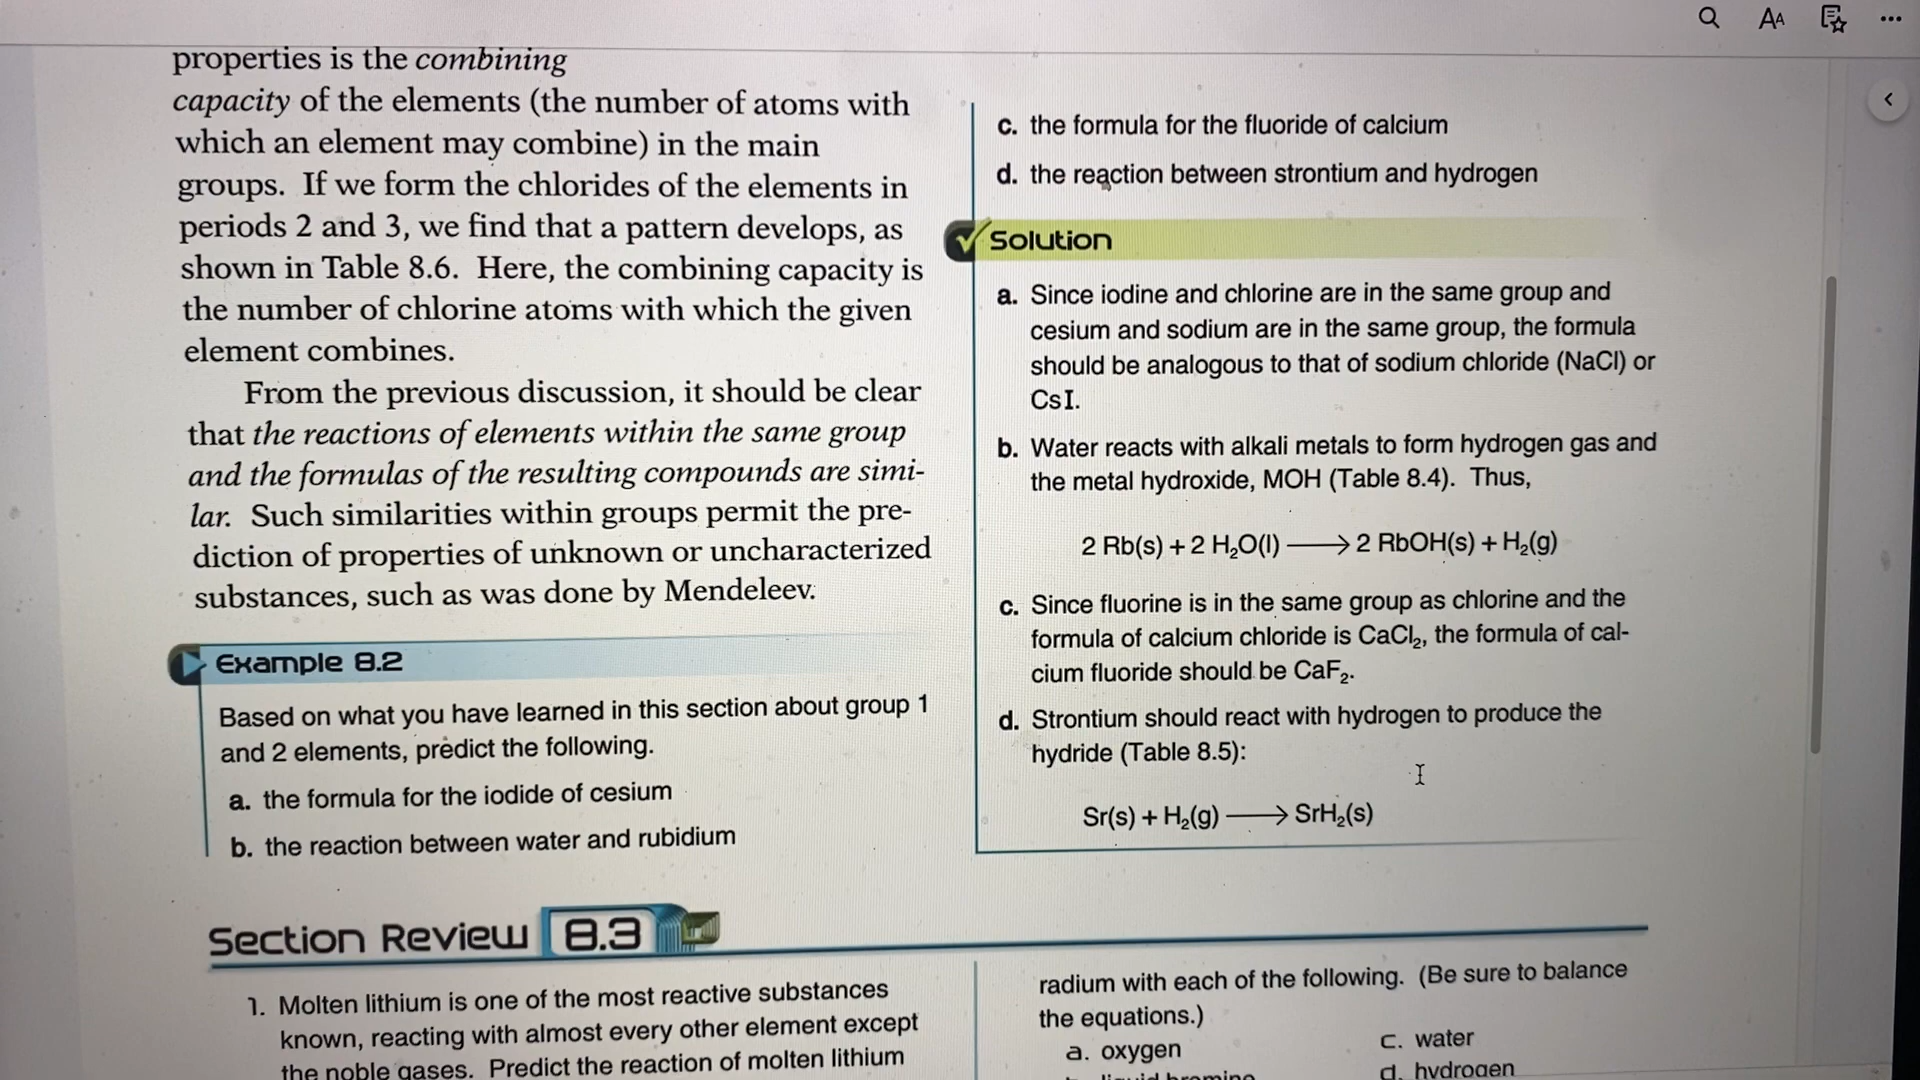 properties is the combining
capacity of the elements (the number of atoms with
which an element may combine) in the main
groups. If we form the chlorides of the elements in
periods 2 and 3, we find that a pattern develops, as
shown in Table 8.6. Here, the combining capacity is
the number of chlorine atoms with which the given
element combines.
From the previous discussion, it should be clear
that the reactions of elements within the same group
and the formulas of the resulting compounds are simi-
lar. Such similarities within groups permit the pre-
diction of properties of unknown or uncharacterized
substances, such as was done by Mendeleev.
Example 8.2
Based on what you have learned in this section about group 1
and 2 elements, predict the following.
a. the formula for the iodide of cesium
b. the reaction between water and rubidium
c. the formula for the fluoride of calcium
d. the reaction between strontium and hydrogen
Solution
a. Since iodine and chlorine are in the same group and
cesium and sodium are in the same group, the formula
should be analogous to that of sodium chloride (NaCl) or
CsI.
b. Water reacts with alkali metals to form hydrogen gas and
the metal hydroxide, MOH (Table 8.4). Thus,
2 Rb(s) + 2 H₂O(l) ⟶ 2 RbOH(s) + H₂(g)
c. Since fluorine is in the same group as chlorine and the
formula of calcium chloride is CaCl₂, the formula of cal-
cium fluoride should be CaF₂.
d. Strontium should react with hydrogen to produce the
hydride (Table 8.5):
Sr(s) + H₂(g) ⟶ SrH₂(s)
Section Review 8.3
1. Molten lithium is one of the most reactive substances
known, reacting with almost every other element except
the noble gases. Predict the reaction of molten lithium
radium with each of the following. (Be sure to balance
the equations.)
a. oxygen
liquid bromine
c. water
d. hydrogen